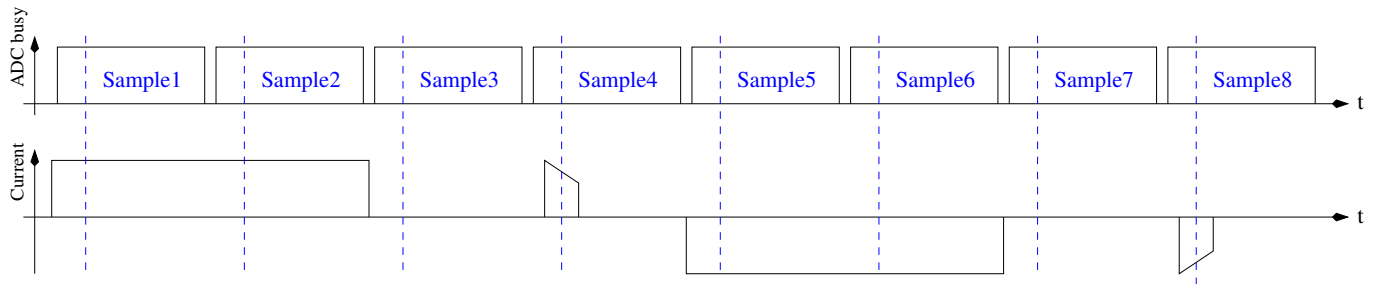 ADC busy
Sample1 Sample2 Sample3 Sample4 Sample5 Sample6 Sample7 Sample8
t
Current
t